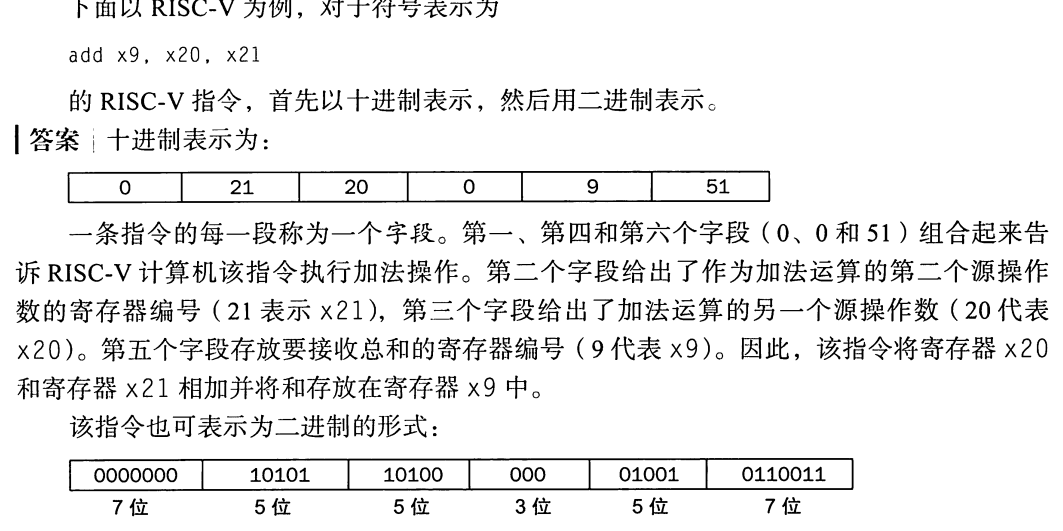 下面以 RISC-V 为例，对于符号表示为
add x9, x20, x21
的 RISC-V 指令，首先以十进制表示，然后用二进制表示。
答案 十进制表示为：
0 21 20 0 9 51
一条指令的每一段称为一个字段。第一、第四和第六个字段（0、0 和 51）组合起来告
诉 RISC-V 计算机该指令执行加法操作。第二个字段给出了作为加法运算的第二个源操作
数的寄存器编号（21 表示 x21），第三个字段给出了加法运算的另一个源操作数（20 代表
x20）。第五个字段存放要接收总和的寄存器编号（9 代表 x9）。因此，该指令将寄存器 x20
和寄存器 x21 相加并将和存放在寄存器 x9 中。
该指令也可表示为二进制的形式：
0000000 10101 10100 000 01001 0110011
7 位 5 位 5 位 3 位 5 位 7 位